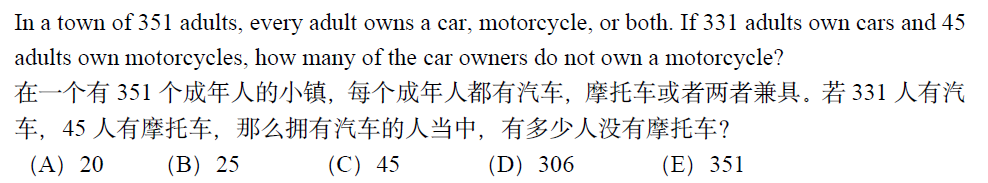 In a town of 351 adults, every adult owns a car, motorcycle, or both. If 331 adults own cars and 45
adults own motorcycles, how many of the car owners do not own a motorcycle?
在一个有 351 个成年人的小镇，每个成年人都有汽车，摩托车或者两者兼具。若 331 人有汽
车，45 人有摩托车，那么拥有汽车的人当中，有多少人没有摩托车？
（A）20 （B）25 （C）45 （D）306 （E）351